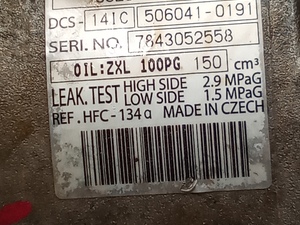 DCS-141C 506041-0191
SERI. NO. 7843052558
OIL:ZXL 100PG 150 cm³
LEAK. TEST HIGH SIDE 2.9 MPaG
LOW SIDE 1.5 MPaG
REF. HFC-134a MADE IN CZECH